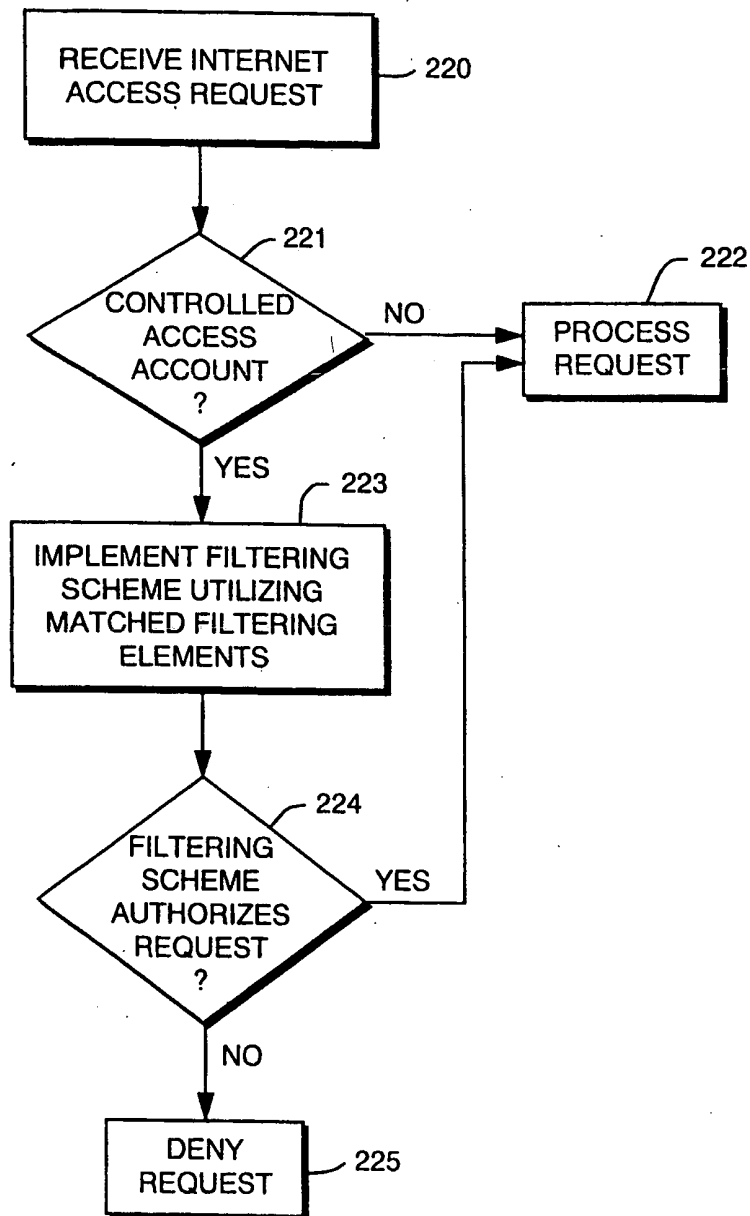 RECEIVE INTERNET
ACCESS REQUEST
220
221
CONTROLLED
ACCESS
ACCOUNT
?
NO
222
PROCESS
REQUEST
YES
223
IMPLEMENT FILTERING
SCHEME UTILIZING
MATCHED FILTERING
ELEMENTS
224
FILTERING
SCHEME
AUTHORIZES
REQUEST
?
YES
NO
DENY
REQUEST
225